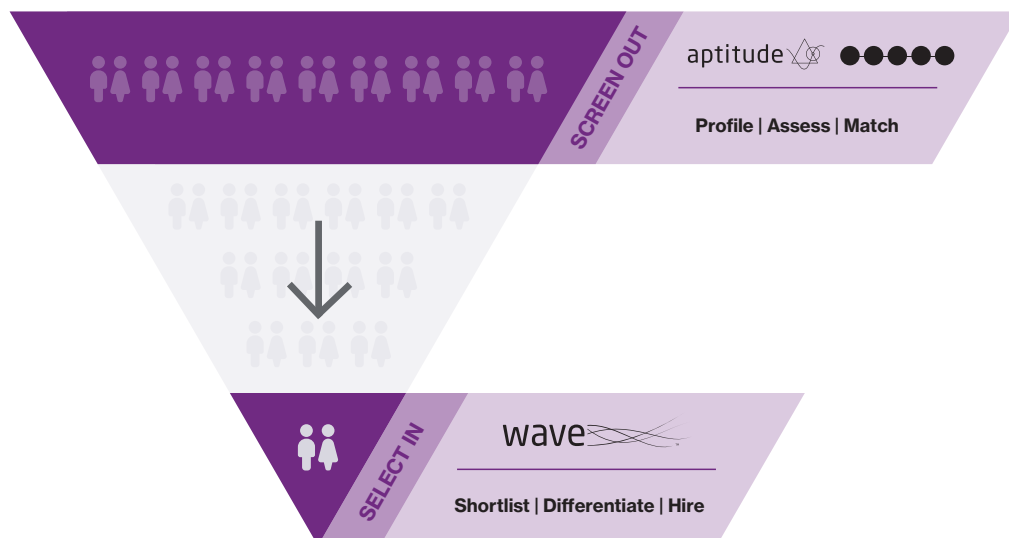 SCREEN OUT
aptitude
Profile | Assess | Match
SELECT IN
wave
Shortlist | Differentiate | Hire